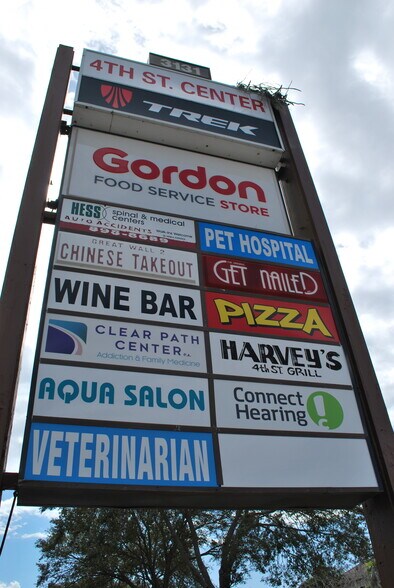 3131
4TH ST. CENTER
TREK
Gordon
FOOD SERVICE STORE
HESS spinal & medical centers
AUTO ACCIDENTS
PET HOSPITAL
GREAT WALL 2
CHINESE TAKEOUT
GET NAILED
WINE BAR
PIZZA
CLEAR PATH
CENTER P.A.
Addiction & Family Medicine
HARVEY'S
4th ST. GRILL
AQUA SALON
Connect
Hearing
VETERINARIAN